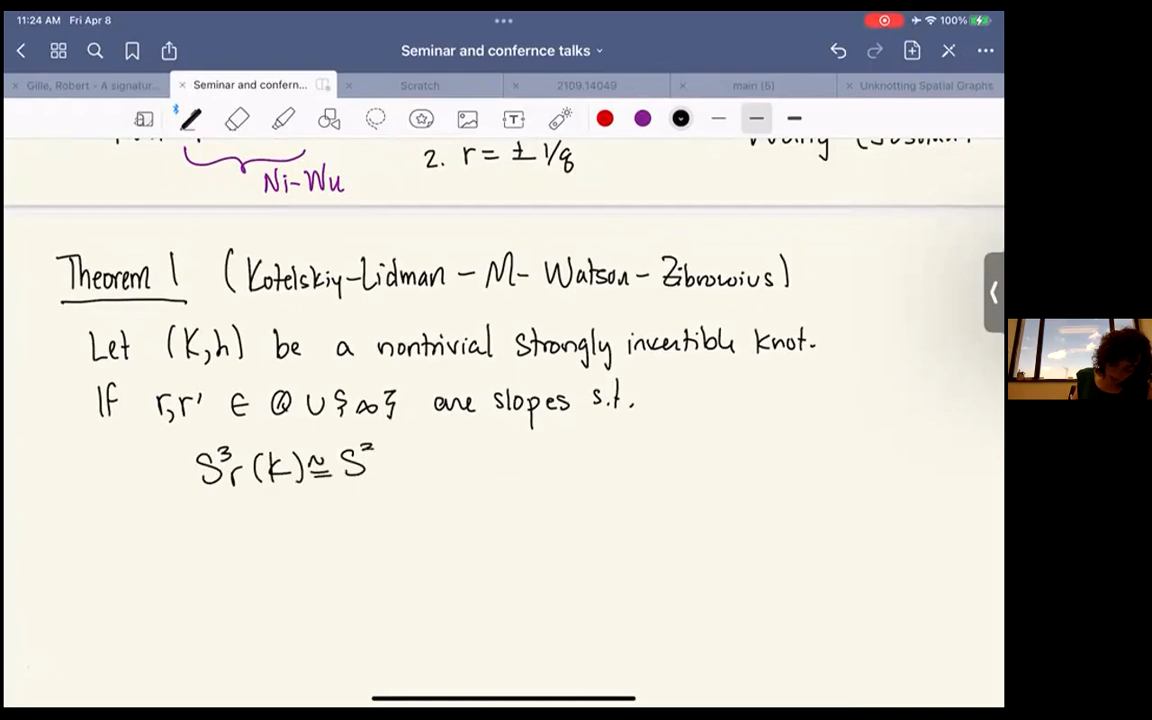 11:24 AM Fri Apr 8
100%
Seminar and confernce talks
Gille, Robert - A signatur...
Seminar and confern...
Scratch
2109.14049
main (5)
Unknotting Spatial Graphs
2. r = ± 1/q
Ni-Wu
Theorem 1 (Kotelskiy-Lidman - M- Watson- Zibrowius)
Let (K,h) be a nontrivial strongly invertible knot.
If r,r' ∈ ℚ ∪ {∞} are slopes s.t.
S³r(K) ≅ S²